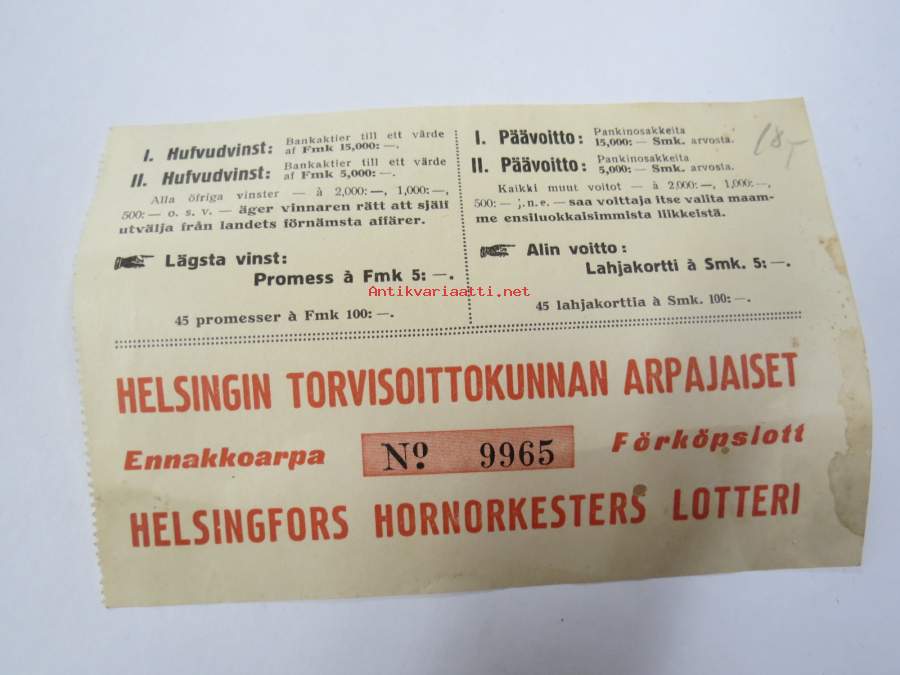 I. Hufvudvinst: Bankaktier till ett värde
af Fmk 15,000: —.
II. Hufvudvinst: Bankaktier till ett värde
af Fmk 5,000: —.
Alla öfriga vinster — à 2,000: —, 1,000: —,
500: — o. s. v. — äger vinnaren rätt att själf
utvälja från landets förnämsta affärer.
Lägsta vinst:
Promess à Fmk 5: —.
45 promesser à Fmk 100: —.
I. Päävoitto: Pankinosakkeita
15,000: — Smk. arvosta.
II. Päävoitto: Pankinosakkeita
5,000: — Smk. arvosta.
Kaikki muut voitot — à 2,000: —, 1,000: —,
500: — j.n.e. — saa voittaja itse valita maam-
me ensiluokkaisimmista liikkeistä.
Alin voitto:
Lahjakortti à Smk. 5: —.
45 lahjakorttia à Smk. 100: —.
18,-
Antikvariaatti.net
HELSINGIN TORVISOITTOKUNNAN ARPAJAISET
Ennakkoarpa No. 9965 Förköpslott
HELSINGFORS HORNORKESTERS LOTTERI